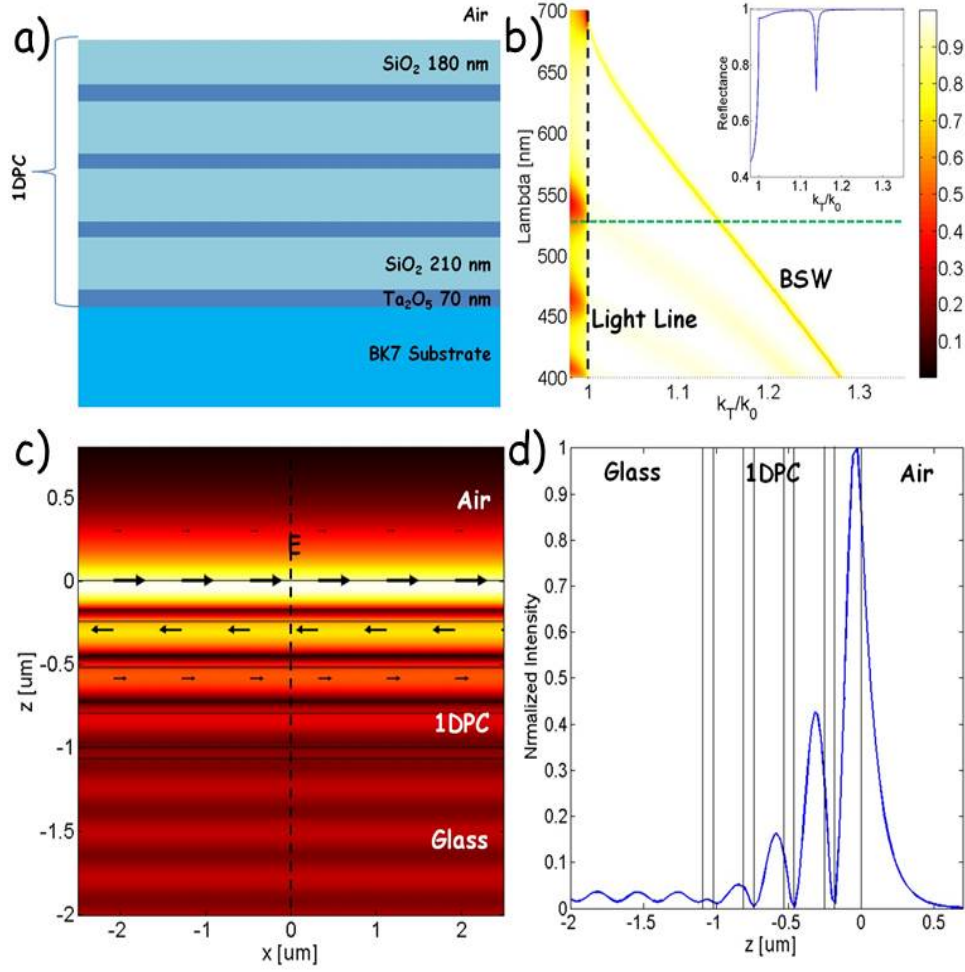 a)
Air
SiO₂ 180 nm
1DPC
SiO₂ 210 nm
Ta₂O₅ 70 nm
BK7 Substrate
b)
Lambda [nm]
700
650
600
550
500
450
400
1
1.1
1.2
1.3
kT/k0
Light Line
BSW
Reflectance
1
0.8
0.6
0.4
1
1.1
1.2
1.3
kT/k0
0.9
0.8
0.7
0.6
0.5
0.4
0.3
0.2
0.1
c)
z [um]
0.5
0
-0.5
-1
-1.5
-2
Air
E
1DPC
Glass
-2
-1
0
1
2
x [um]
d)
Nrmalized Intensity
1
0.9
0.8
0.7
0.6
0.5
0.4
0.3
0.2
0.1
0
Glass
1DPC
Air
-2
-1.5
-1
-0.5
0
0.5
z [um]